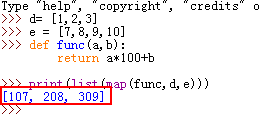 Type "help", "copyright", "credits" o
>>> d= [1,2,3]
>>> e = [7,8,9,10]
>>> def func(a,b):
        return a*100+b
>>> print(list(map(func,d,e)))
[107, 208, 309]
>>>